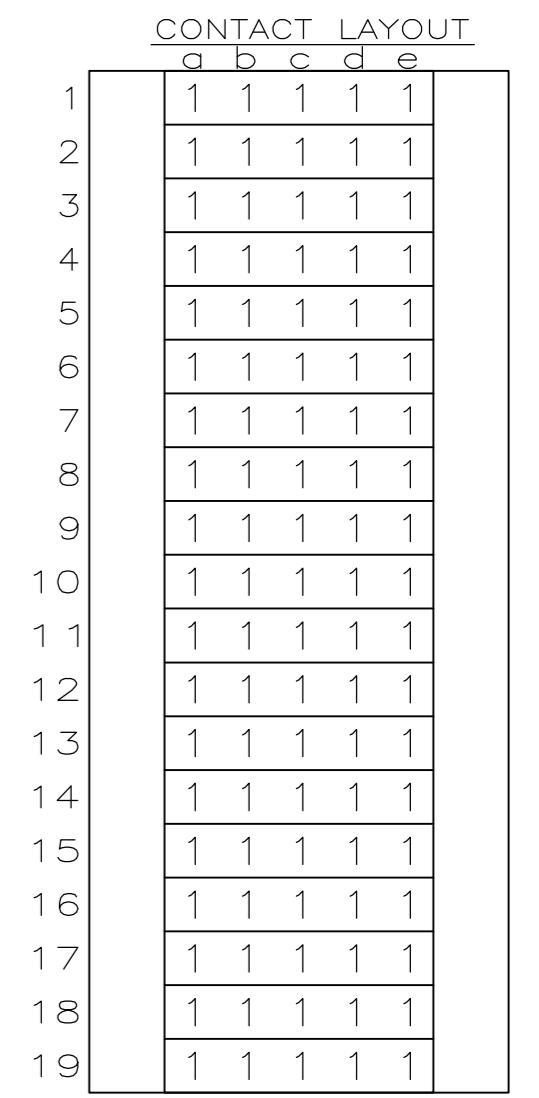 CONTACT LAYOUT
a b c d e
1 1 1 1 1 1
2 1 1 1 1 1
3 1 1 1 1 1
4 1 1 1 1 1
5 1 1 1 1 1
6 1 1 1 1 1
7 1 1 1 1 1
8 1 1 1 1 1
9 1 1 1 1 1
10 1 1 1 1 1
11 1 1 1 1 1
12 1 1 1 1 1
13 1 1 1 1 1
14 1 1 1 1 1
15 1 1 1 1 1
16 1 1 1 1 1
17 1 1 1 1 1
18 1 1 1 1 1
19 1 1 1 1 1